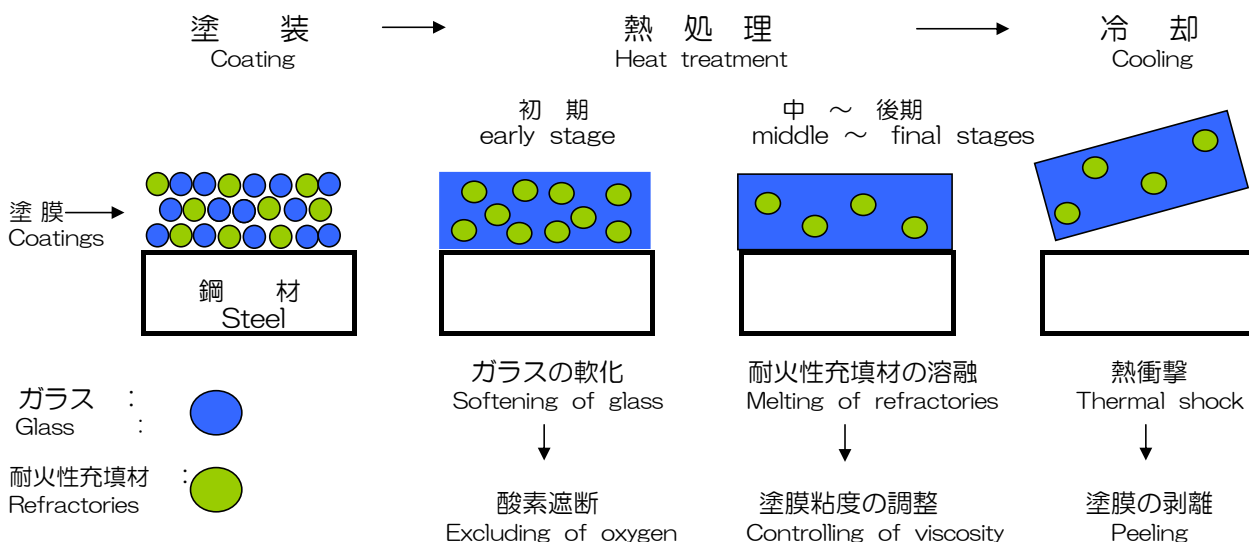 塗 装
Coating
熱 処 理
Heat treatment
冷 却
Cooling
初 期
early stage
中 ~ 後期
middle ~ final stages
塗 膜
Coatings
鋼 材
Steel
ガラスの軟化
Softening of glass
耐火性充填材の溶融
Melting of refractories
熱衝撃
Thermal shock
ガラス :
Glass :
耐火性充填材 :
Refractories
酸素遮断
Excluding of oxygen
塗膜粘度の調整
Controlling of viscosity
塗膜の剥離
Peeling